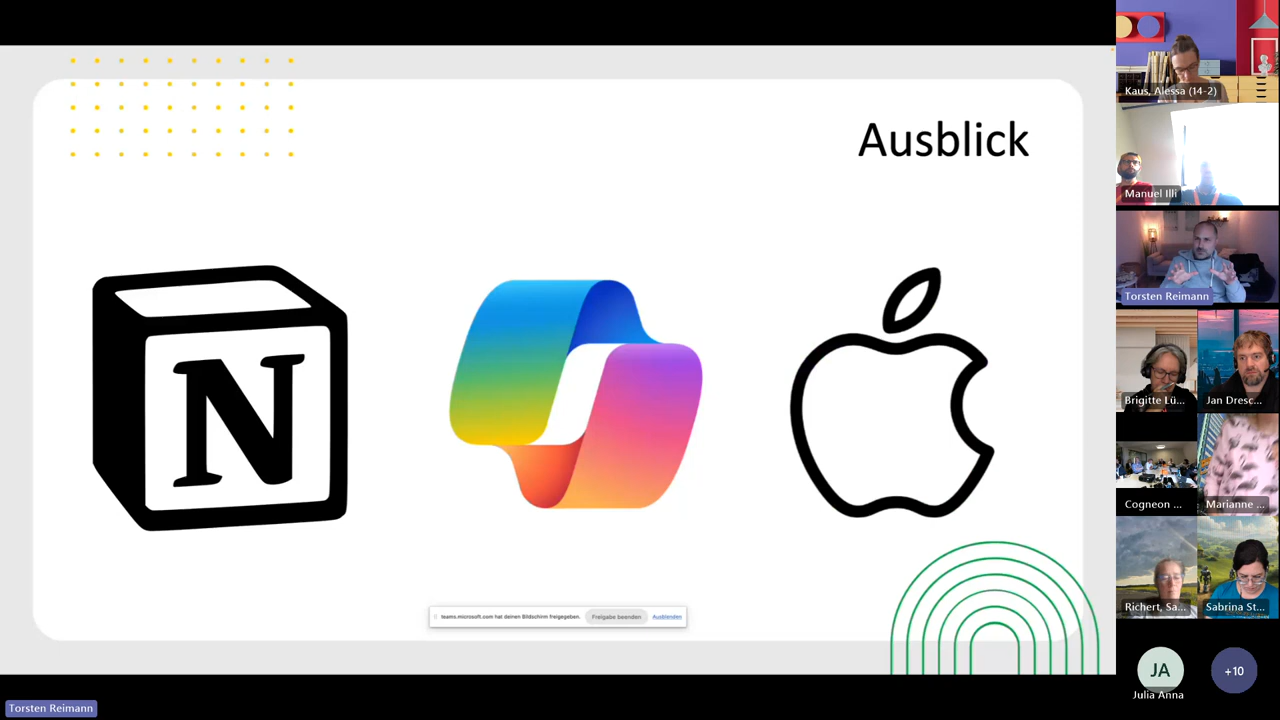 Ausblick
N
teams.microsoft.com hat deinen Bildschirm freigegeben. Freigabe beenden Ausblenden
Torsten Reimann
Kaus, Alessa (14-2)
Manuel Illi
Torsten Reimann
Brigitte Lü... Jan Dresc...
Cogneon ... Marianne ...
Richert, Sa... Sabrina St...
JA +10
Julia Anna